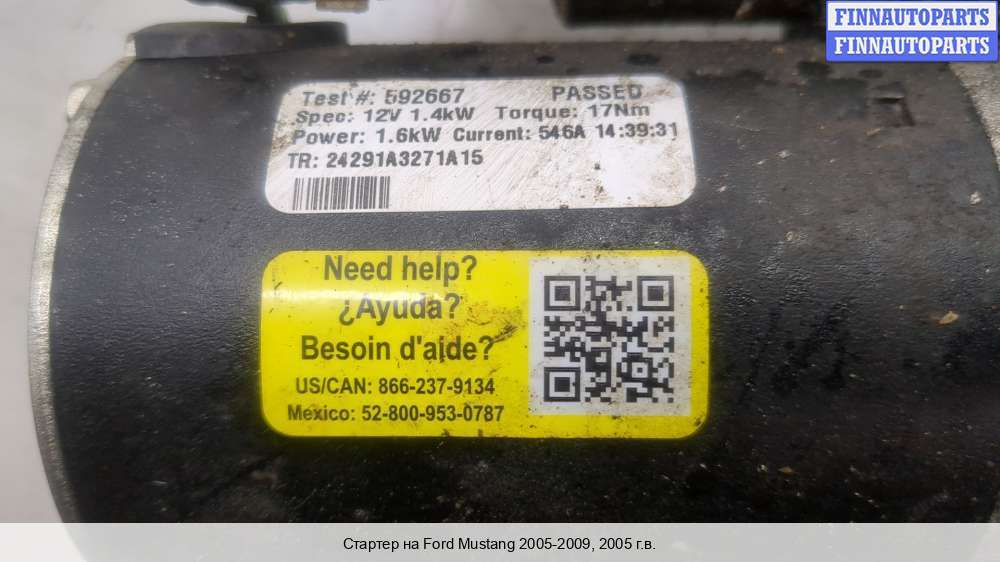 FINNAUTOPARTS
FINNAUTOPARTS
Test #: 592667 PASSED
Spec: 12V 1.4kW Torque: 17Nm
Power: 1.6kW Current: 546A 14:39:31
TR: 24291A3271A15
Need help?
¿Ayuda?
Besoin d'aide?
US/CAN: 866-237-9134
Mexico: 52-800-953-0787
Стартер на Ford Mustang 2005-2009, 2005 г.в.